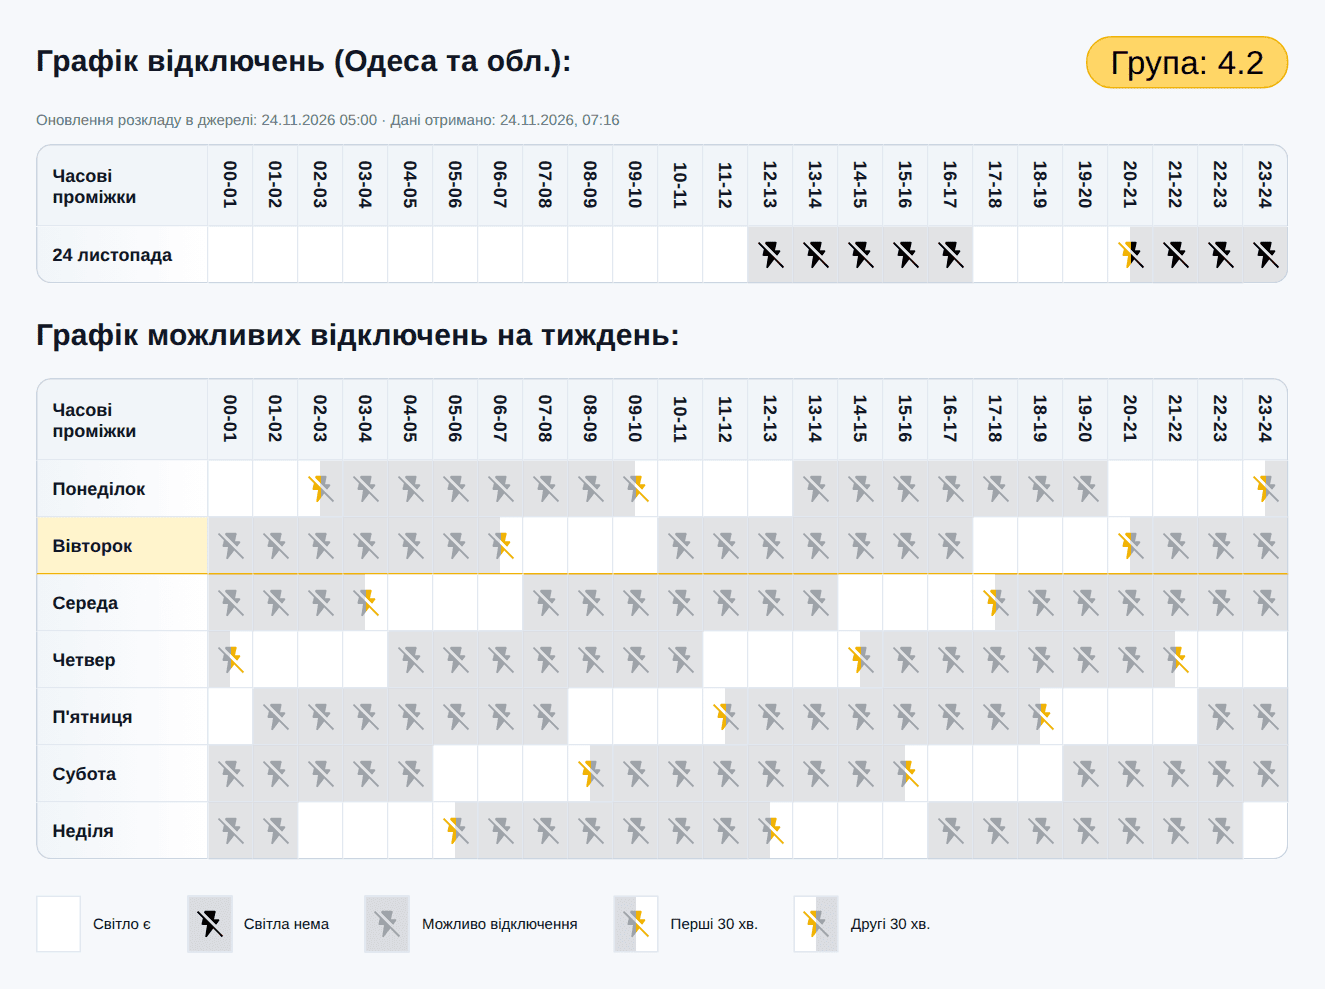 Графік відключень (Одеса та обл.):
Група: 4.2
Оновлення розкладу в джерелі: 24.11.2026 05:00 · Дані отримано: 24.11.2026, 07:16
Часові проміжки 00-01 01-02 02-03 03-04 04-05 05-06 06-07 07-08 08-09 09-10 10-11 11-12 12-13 13-14 14-15 15-16 16-17 17-18 18-19 19-20 20-21 21-22 22-23 23-24
24 листопада
Графік можливих відключень на тиждень:
Часові проміжки 00-01 01-02 02-03 03-04 04-05 05-06 06-07 07-08 08-09 09-10 10-11 11-12 12-13 13-14 14-15 15-16 16-17 17-18 18-19 19-20 20-21 21-22 22-23 23-24
Понеділок
Вівторок
Середа
Четвер
П'ятниця
Субота
Неділя
Світло є Світла нема Можливо відключення Перші 30 хв. Другі 30 хв.